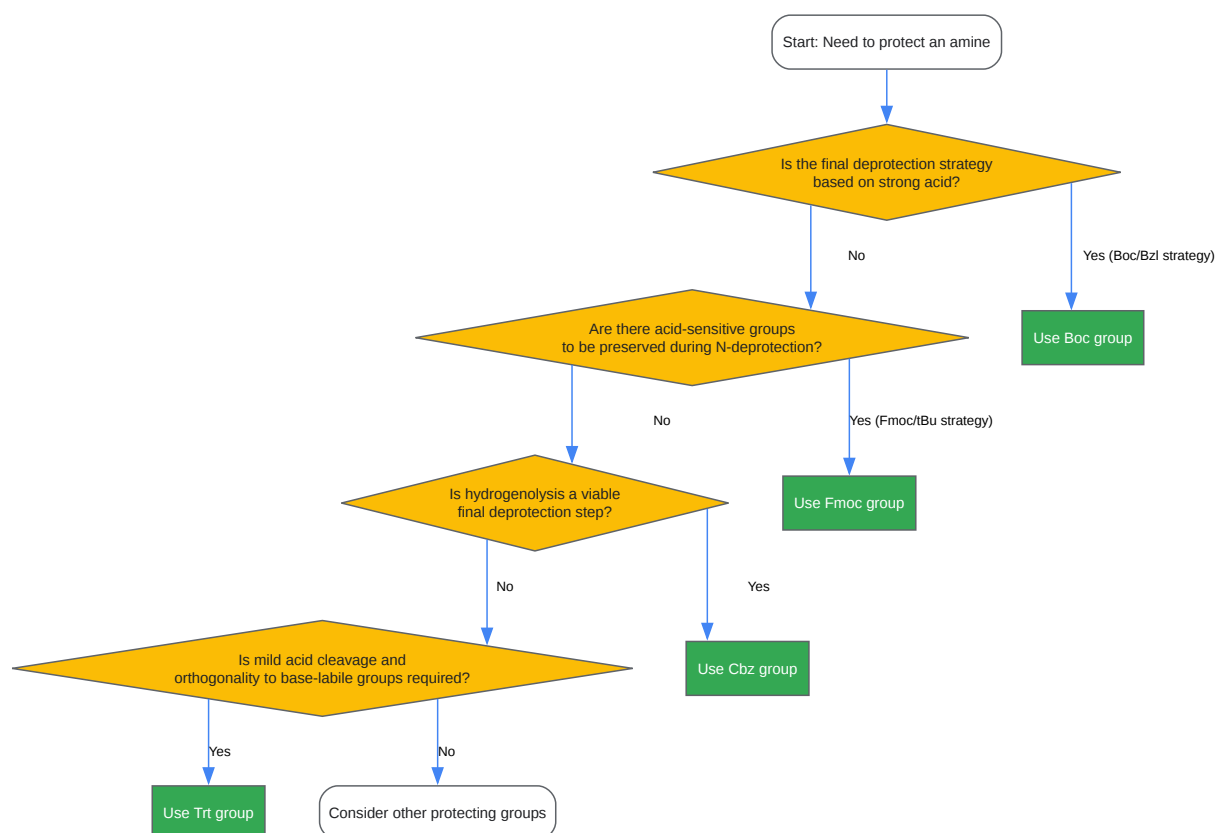 Start: Need to protect an amine
Is the final deprotection strategy
based on strong acid?
No
Yes (Boc/Bzl strategy)
Are there acid-sensitive groups
to be preserved during N-deprotection?
Use Boc group
No
Yes (Fmoc/tBu strategy)
Is hydrogenolysis a viable
final deprotection step?
Use Fmoc group
No
Yes
Is mild acid cleavage and
orthogonality to base-labile groups required?
Use Cbz group
Yes
No
Use Trt group
Consider other protecting groups